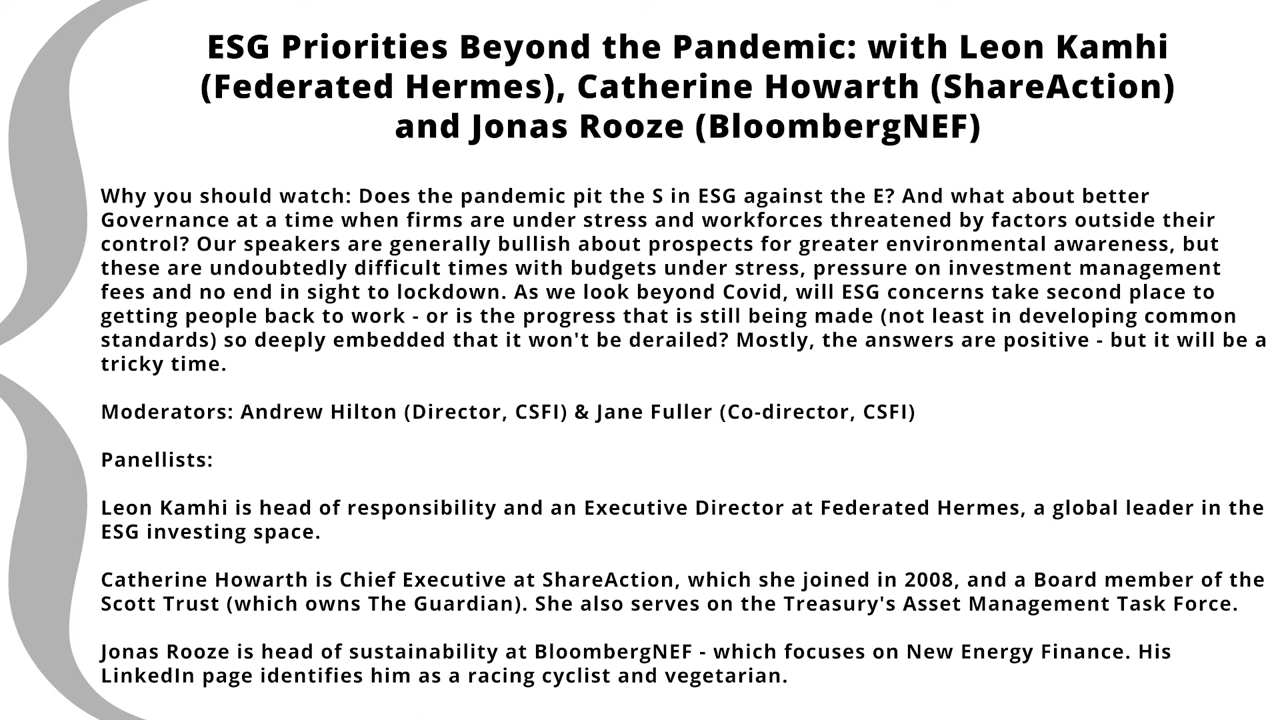 ESG Priorities Beyond the Pandemic: with Leon Kamhi
(Federated Hermes), Catherine Howarth (ShareAction)
and Jonas Rooze (BloombergNEF)
Why you should watch: Does the pandemic pit the S in ESG against the E? And what about better
Governance at a time when firms are under stress and workforces threatened by factors outside their
control? Our speakers are generally bullish about prospects for greater environmental awareness, but
these are undoubtedly difficult times with budgets under stress, pressure on investment management
fees and no end in sight to lockdown. As we look beyond Covid, will ESG concerns take second place to
getting people back to work - or is the progress that is still being made (not least in developing common
standards) so deeply embedded that it won't be derailed? Mostly, the answers are positive - but it will be a
tricky time.
Moderators: Andrew Hilton (Director, CSFI) & Jane Fuller (Co-director, CSFI)
Panellists:
Leon Kamhi is head of responsibility and an Executive Director at Federated Hermes, a global leader in the
ESG investing space.
Catherine Howarth is Chief Executive at ShareAction, which she joined in 2008, and a Board member of the
Scott Trust (which owns The Guardian). She also serves on the Treasury's Asset Management Task Force.
Jonas Rooze is head of sustainability at BloombergNEF - which focuses on New Energy Finance. His
LinkedIn page identifies him as a racing cyclist and vegetarian.